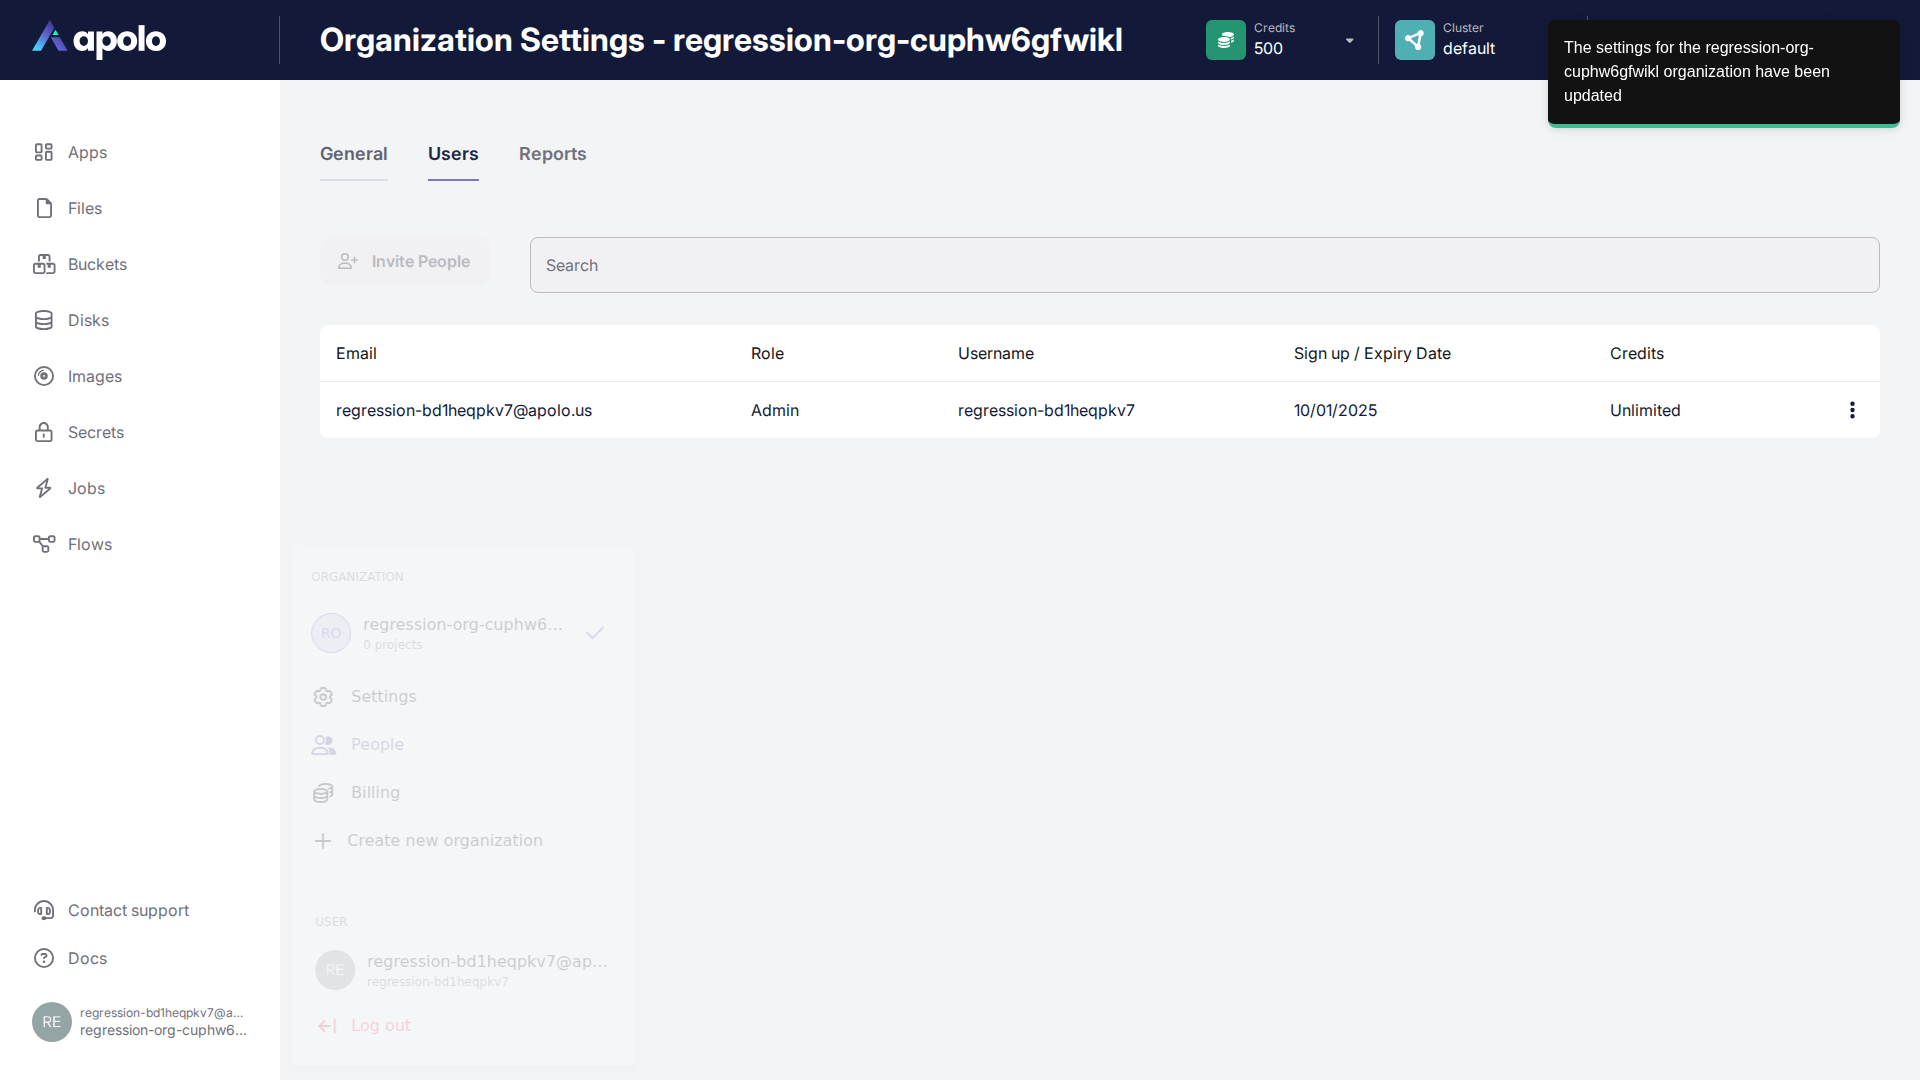 apolo
Organization Settings - regression-org-cuphw6gfwikl
Credits
500
Cluster
default
The settings for the regression-org-
cuphw6gfwikl organization have been
updated
Apps
Files
Buckets
Disks
Images
Secrets
Jobs
Flows
Contact support
Docs
RE
regression-bd1heqpkv7@a...
regression-org-cuphw6...
General
Users
Reports
Invite People
Search
Email
Role
Username
Sign up / Expiry Date
Credits
regression-bd1heqpkv7@apolo.us
Admin
regression-bd1heqpkv7
10/01/2025
Unlimited
ORGANIZATION
RO
regression-org-cuphw6...
0 projects
Settings
People
Billing
Create new organization
USER
RE
regression-bd1heqpkv7@ap...
regression-bd1heqpkv7
Log out